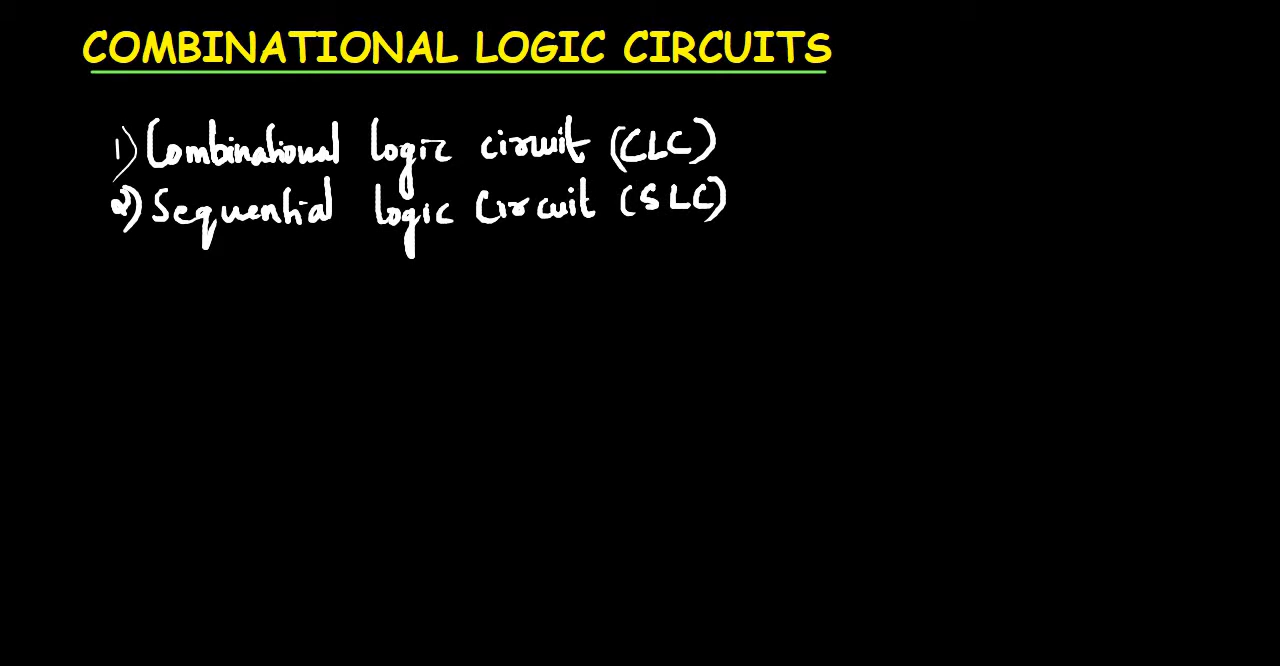 COMBINATIONAL LOGIC CIRCUITS
1) Combinational logic circuit (CLC)
2) Sequential logic Circuit (SLC)